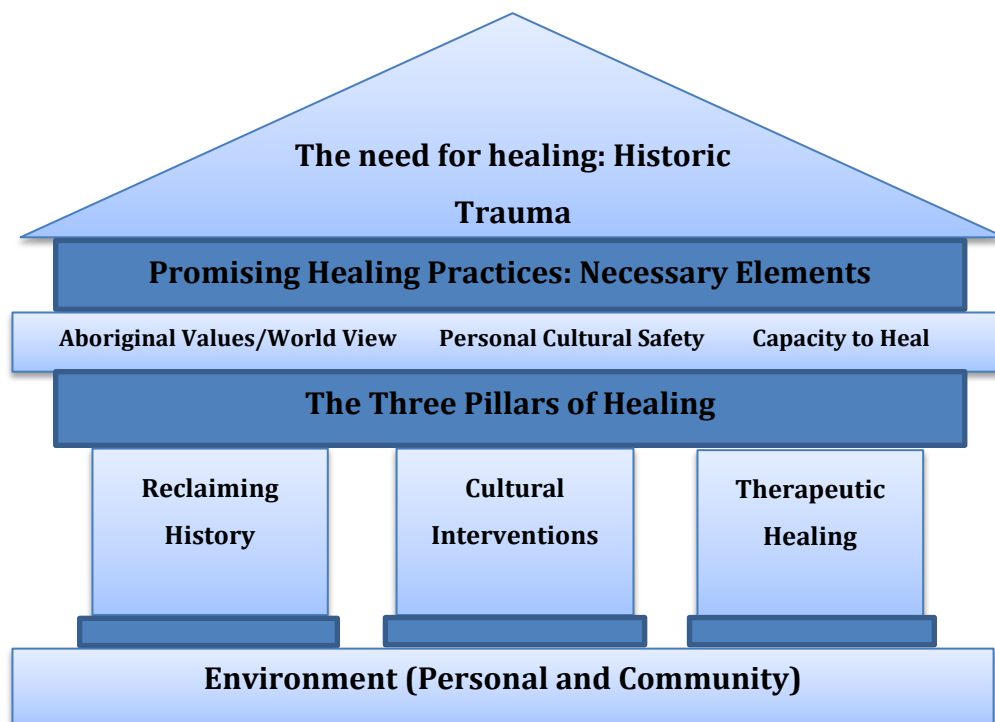 The need for healing: Historic
Trauma
Promising Healing Practices: Necessary Elements
Aboriginal Values/World View Personal Cultural Safety Capacity to Heal
The Three Pillars of Healing
Reclaiming
History
Cultural
Interventions
Therapeutic
Healing
Environment (Personal and Community)